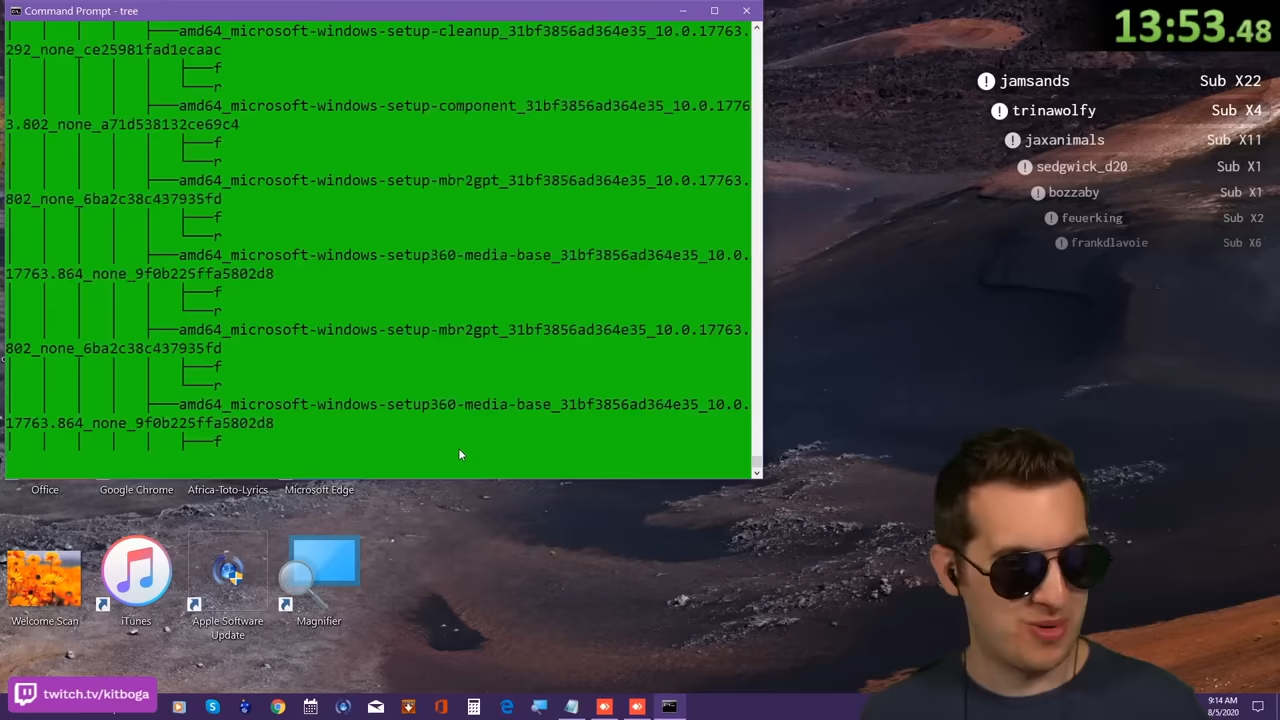 Command Prompt - tree
13:53.48
amd64_microsoft-windows-setup-cleanup_31bf3856ad364e35_10.0.17763.
292_none_ce25981fad1ecaac
f
r
amd64_microsoft-windows-setup-component_31bf3856ad364e35_10.0.1776
3.802_none_a71d538132ce69c4
f
r
amd64_microsoft-windows-setup-mbr2gpt_31bf3856ad364e35_10.0.17763.
802_none_6ba2c38c437935fd
f
r
amd64_microsoft-windows-setup360-media-base_31bf3856ad364e35_10.0.
17763.864_none_9f0b225ffa5802d8
f
r
amd64_microsoft-windows-setup-mbr2gpt_31bf3856ad364e35_10.0.17763.
802_none_6ba2c38c437935fd
f
r
amd64_microsoft-windows-setup360-media-base_31bf3856ad364e35_10.0.
17763.864_none_9f0b225ffa5802d8
f
jamsands Sub X22
trinawolfy Sub X4
jaxanimals Sub X11
sedgwick_d20 Sub X1
bozzaby Sub X1
feuerking Sub X2
frankdlavoie Sub X6
Office
Google Chrome
Africa-Toto-Lyrics
Microsoft Edge
Welcome Scan
iTunes
Apple Software
Update
Magnifier
twitch.tv/kitboga
9:14 AM
8/5/2020